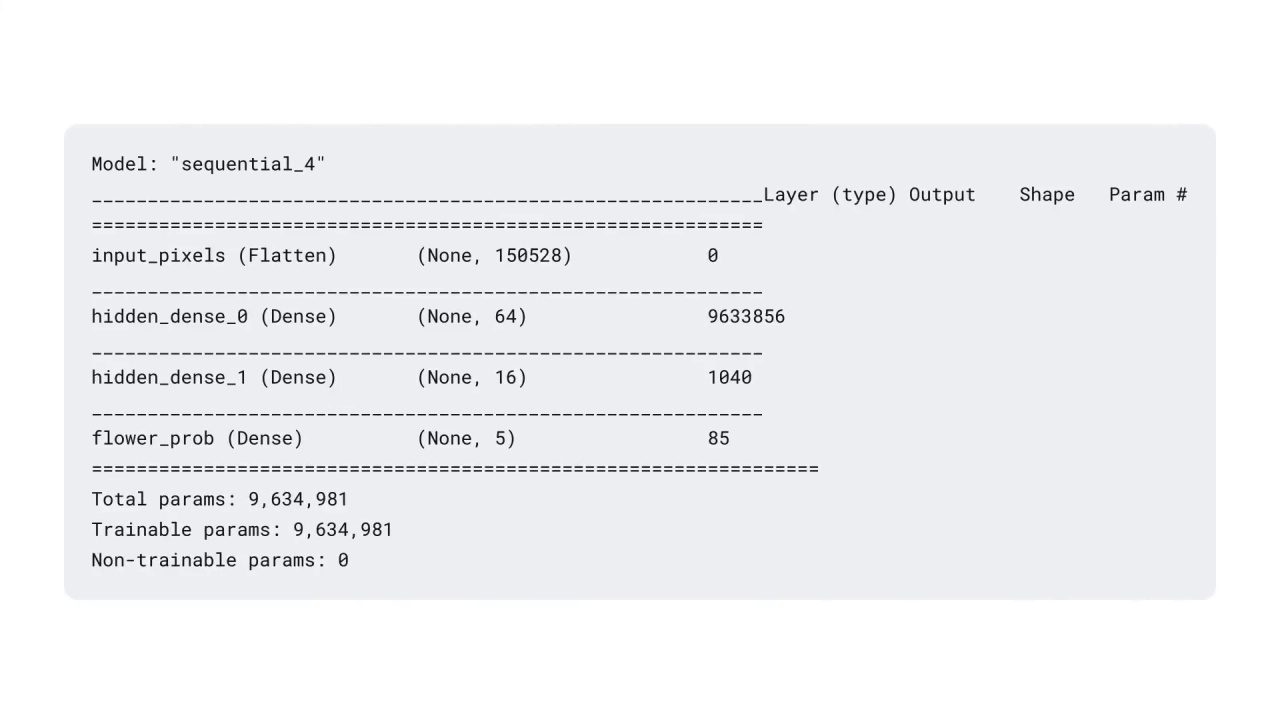 Model: "sequential_4"
____________________________________________________________Layer (type) Output    Shape   Param #
============================================================
input_pixels (Flatten)       (None, 150528)            0
____________________________________________________________
hidden_dense_0 (Dense)       (None, 64)                9633856
____________________________________________________________
hidden_dense_1 (Dense)       (None, 16)                1040
____________________________________________________________
flower_prob (Dense)          (None, 5)                 85
=================================================================
Total params: 9,634,981
Trainable params: 9,634,981
Non-trainable params: 0